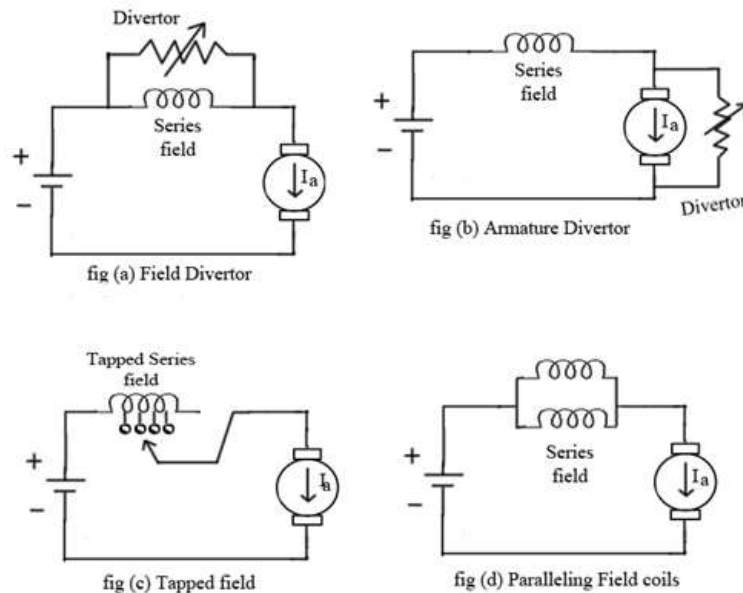 Divertor
Series
field
+
−
Ia
fig (a) Field Divertor
Series
field
+
−
Ia
Divertor
fig (b) Armature Divertor
Tapped Series
field
+
−
Ia
fig (c) Tapped field
Series
field
+
−
Ia
fig (d) Paralleling Field coils